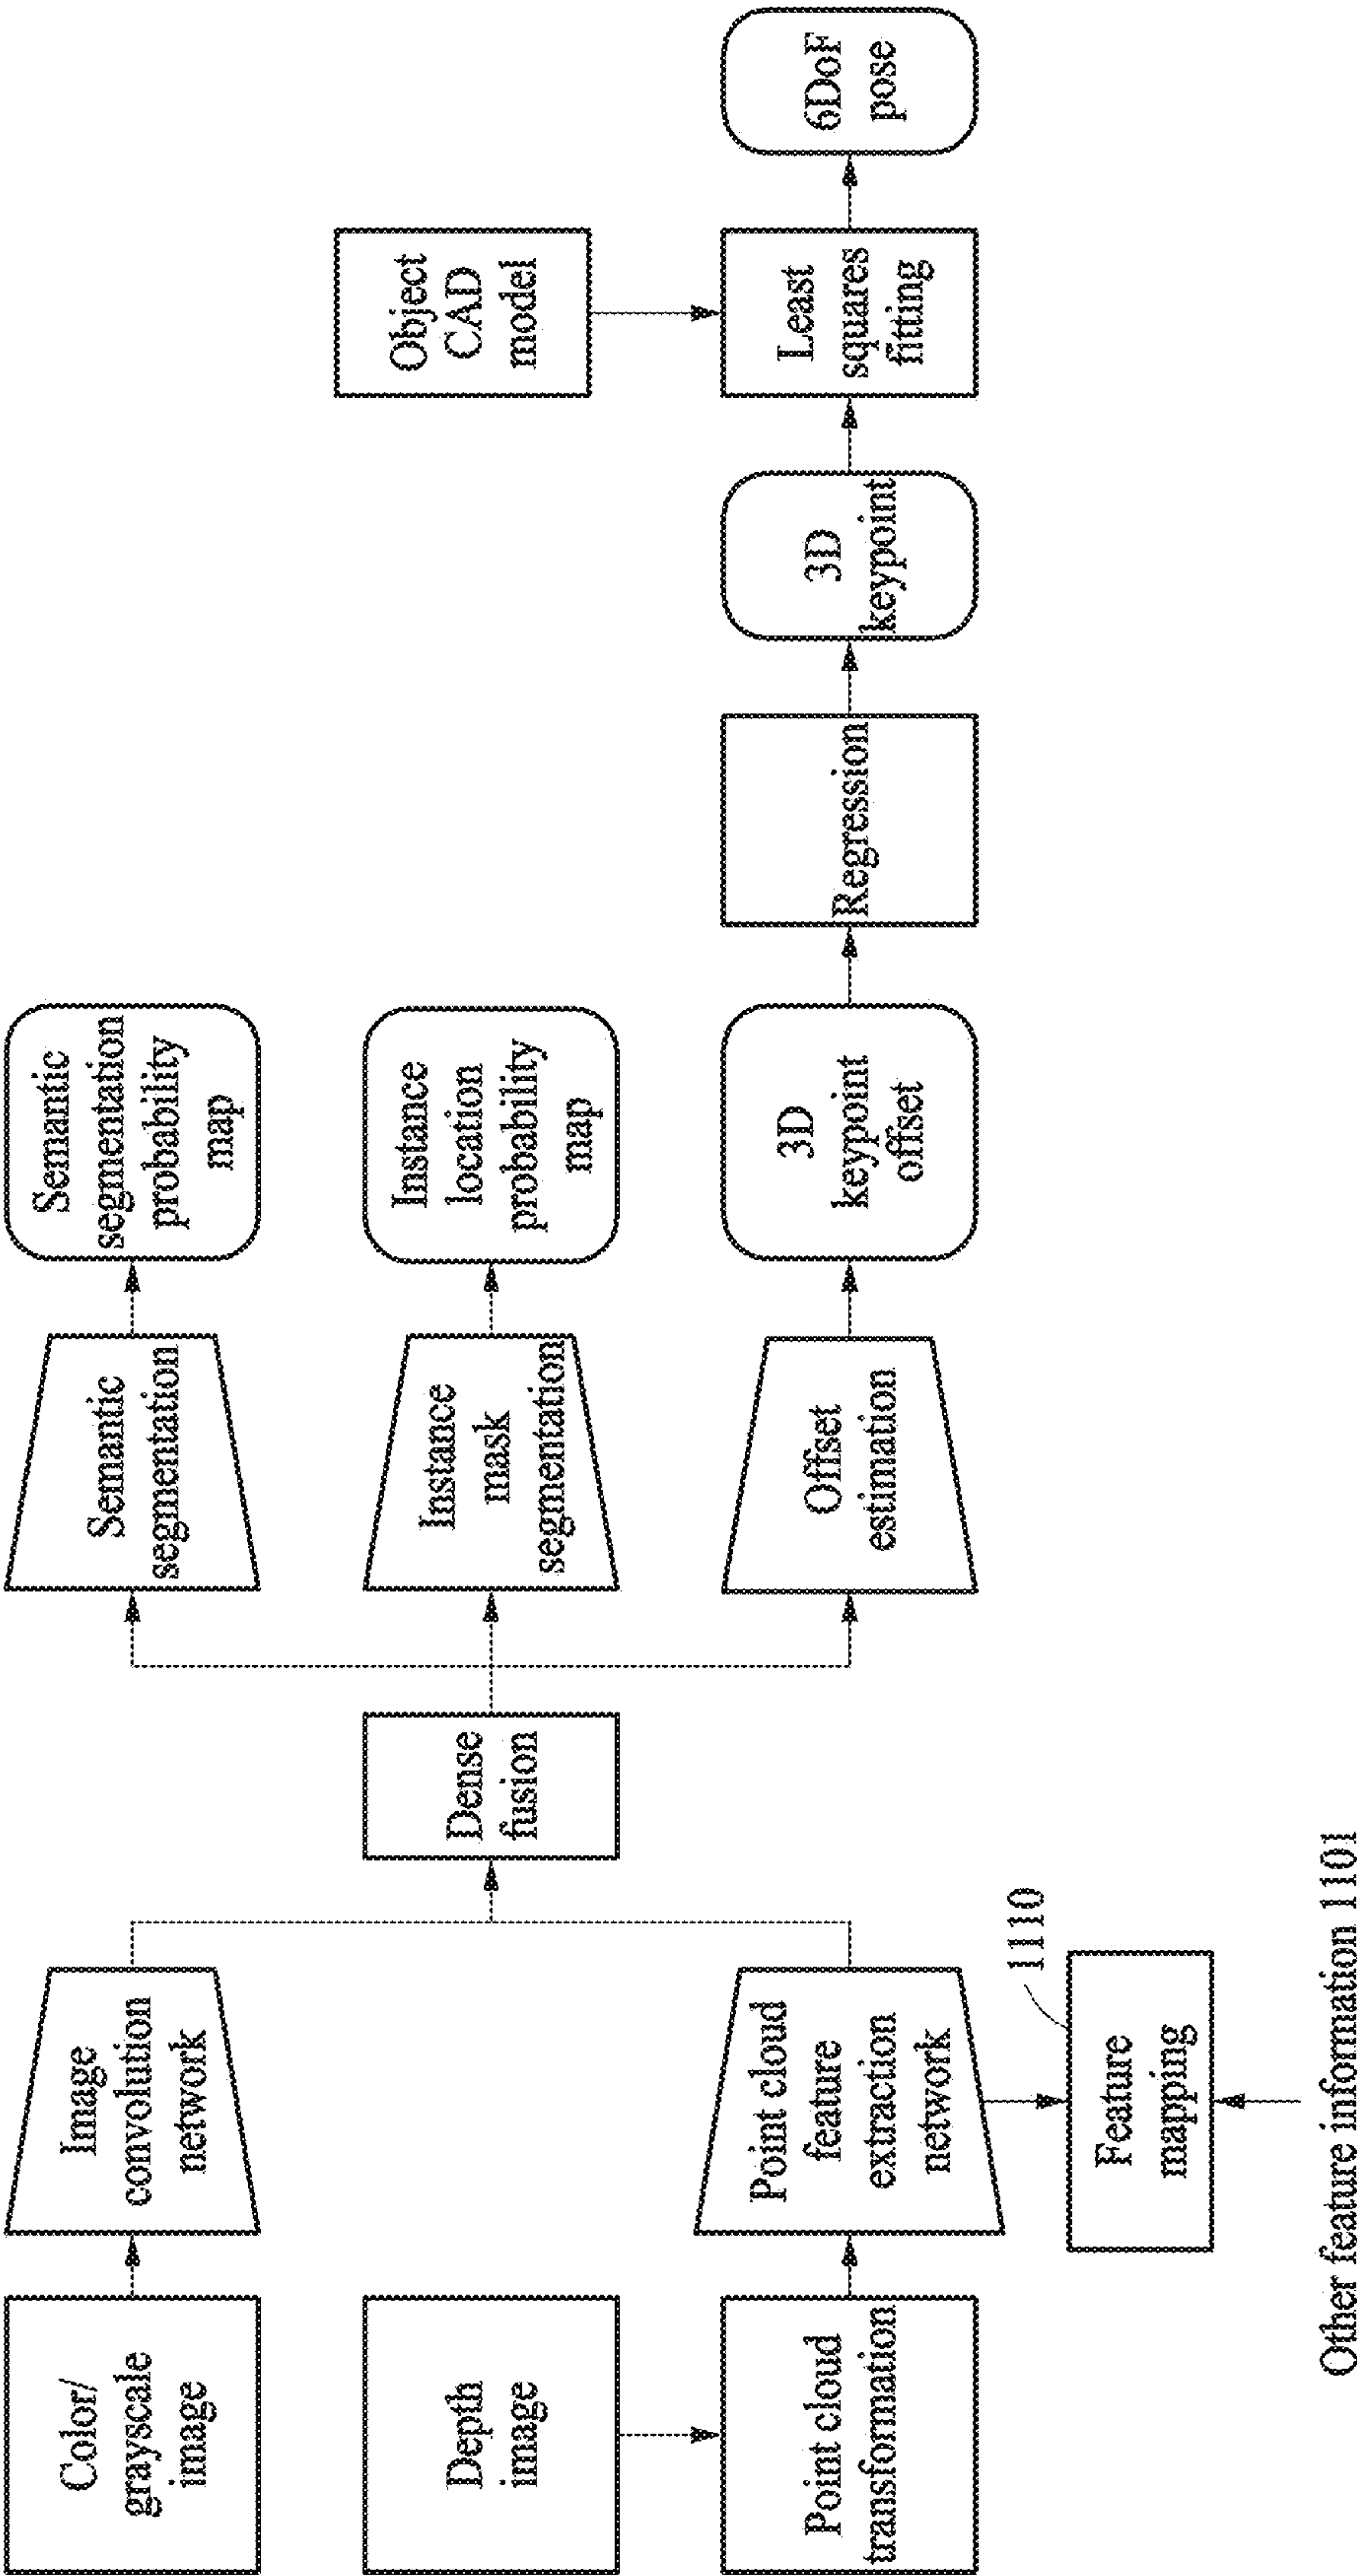 Color/
grayscale
image
Image
convolution
network
Depth
image
Point cloud
transformation
Point cloud
feature
extraction
network
1110
Feature
mapping
Other feature information 1101
Dense
fusion
Semantic
segmentation
Semantic
segmentation
probability
map
Instance
mask
segmentation
Instance
location
probability
map
Offset
estimation
3D
keypoint
offset
Regression
3D
keypoint
Object
CAD
model
Least
squares
fitting
6DoF
pose